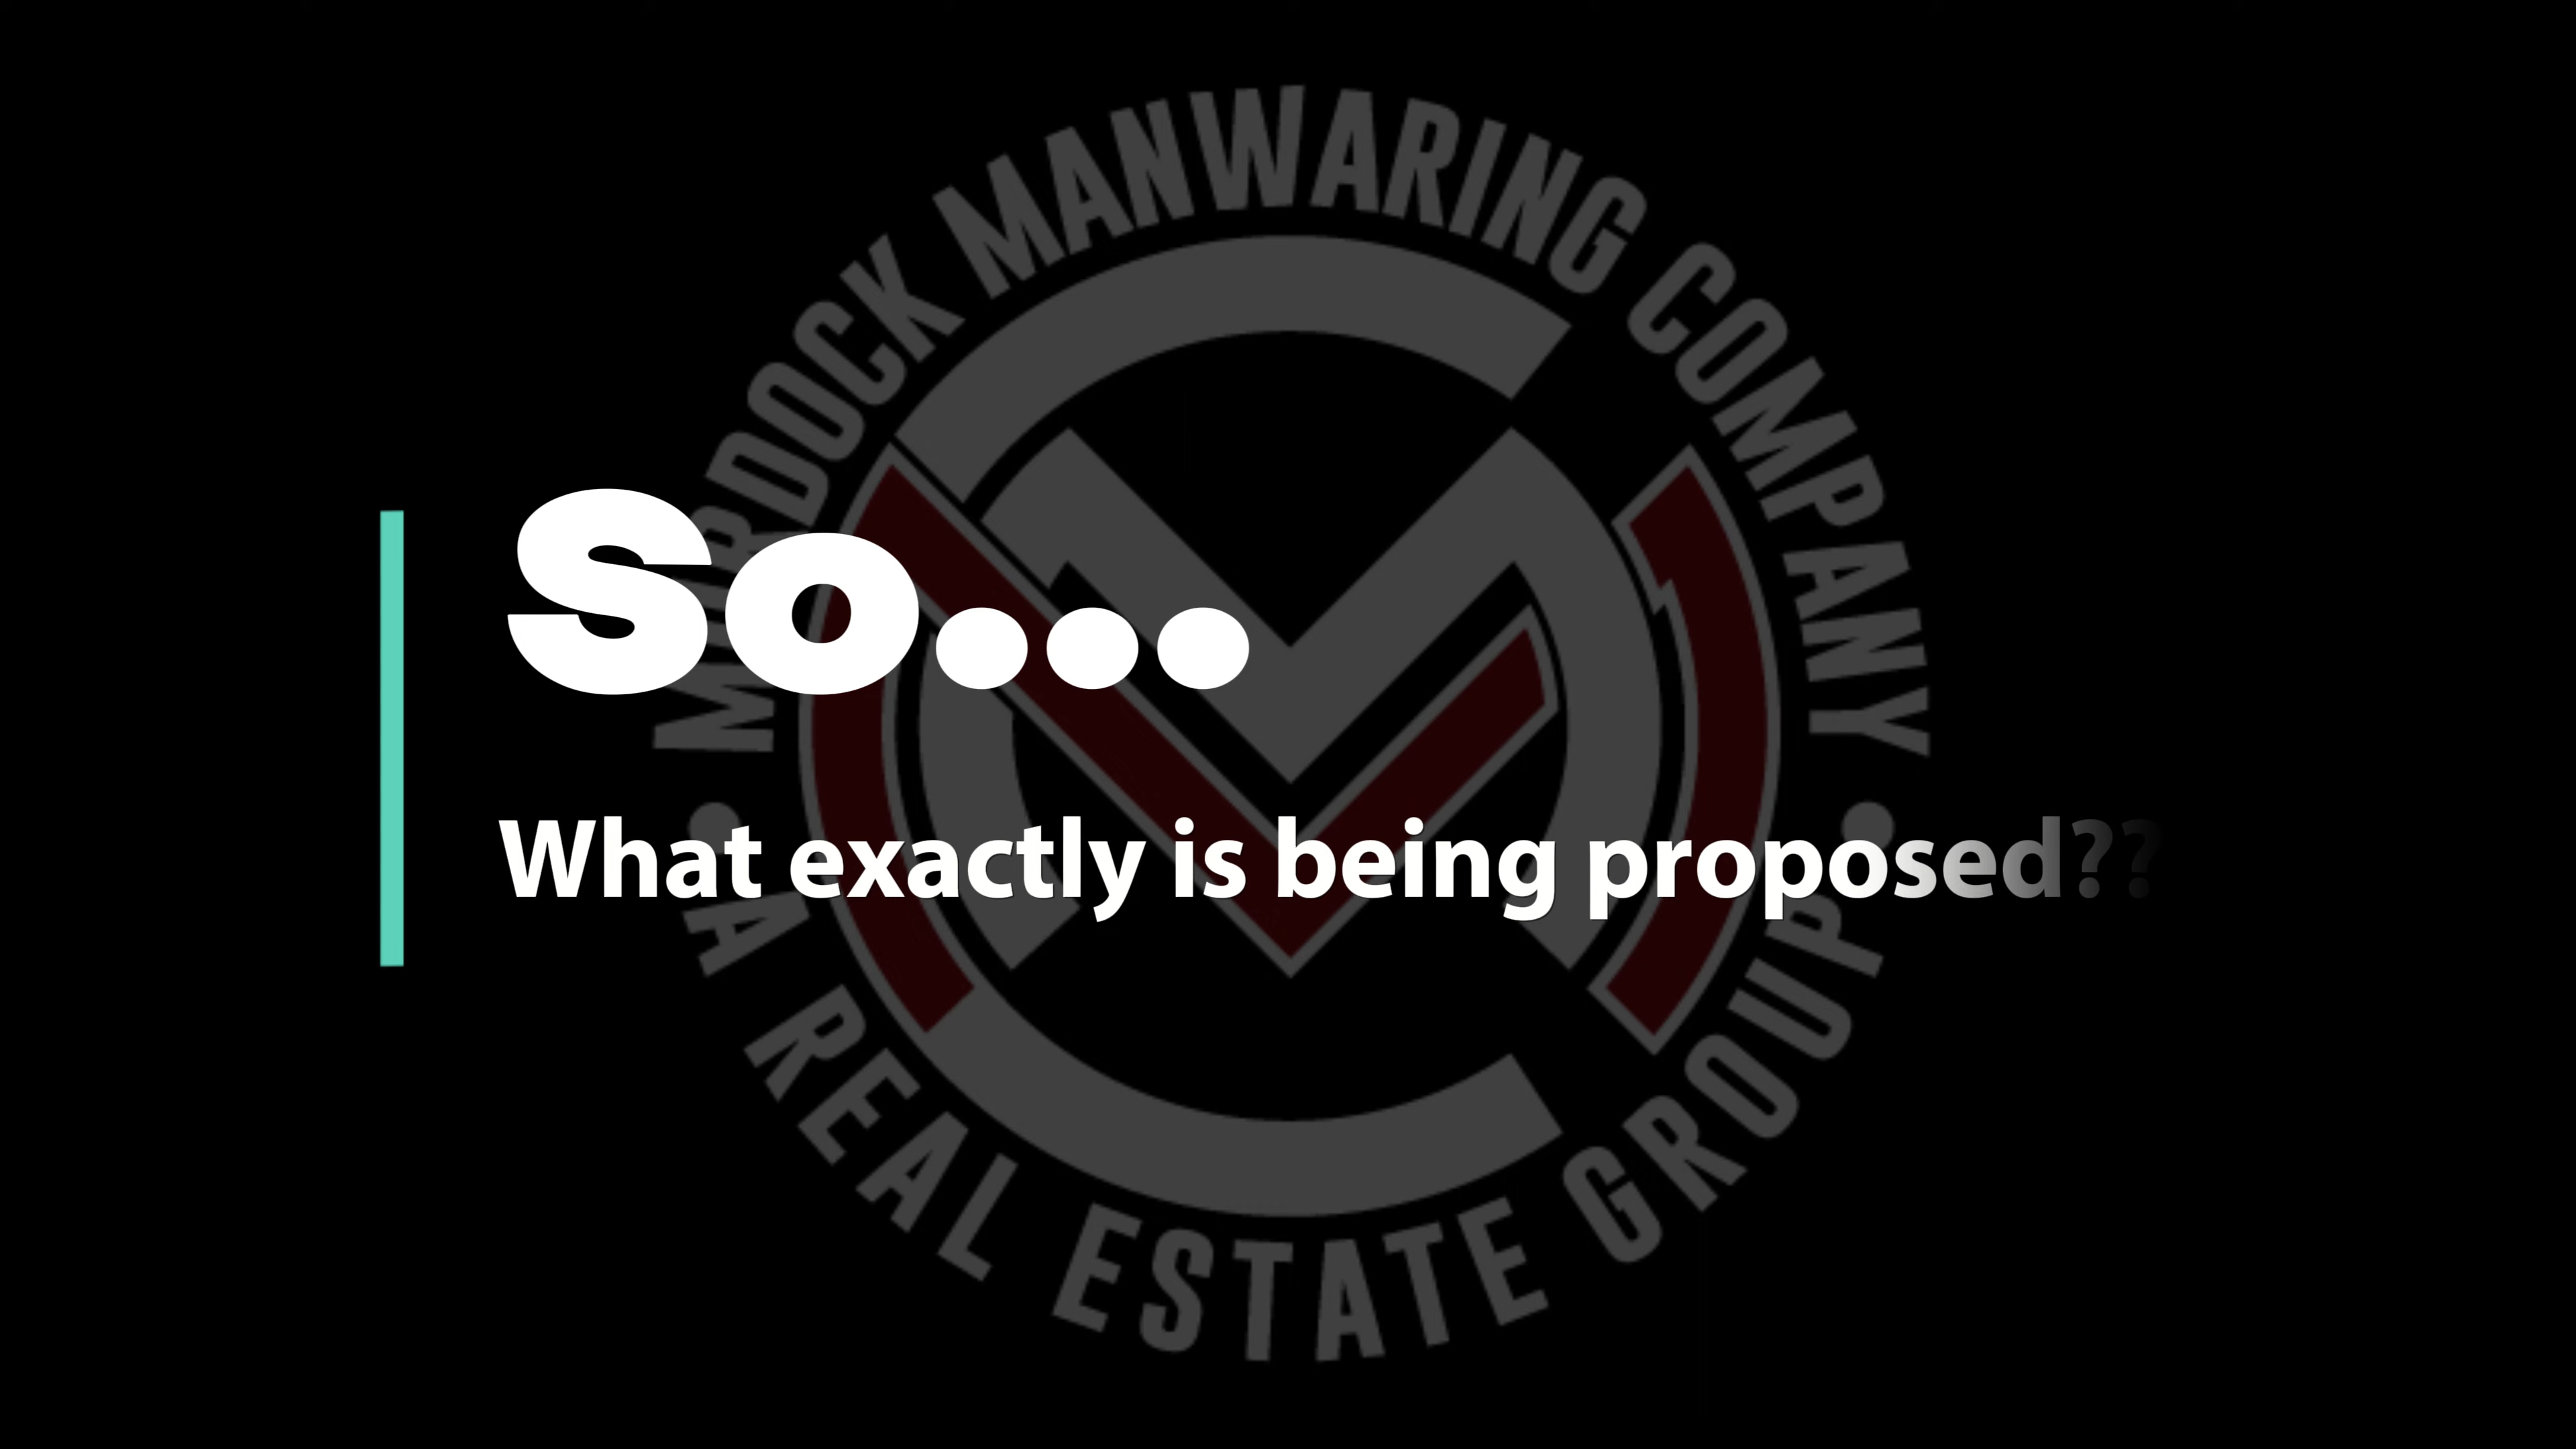 MURDOCK MANWARING COMPANY
So...
What exactly is being proposed??
• A REAL ESTATE GROUP •